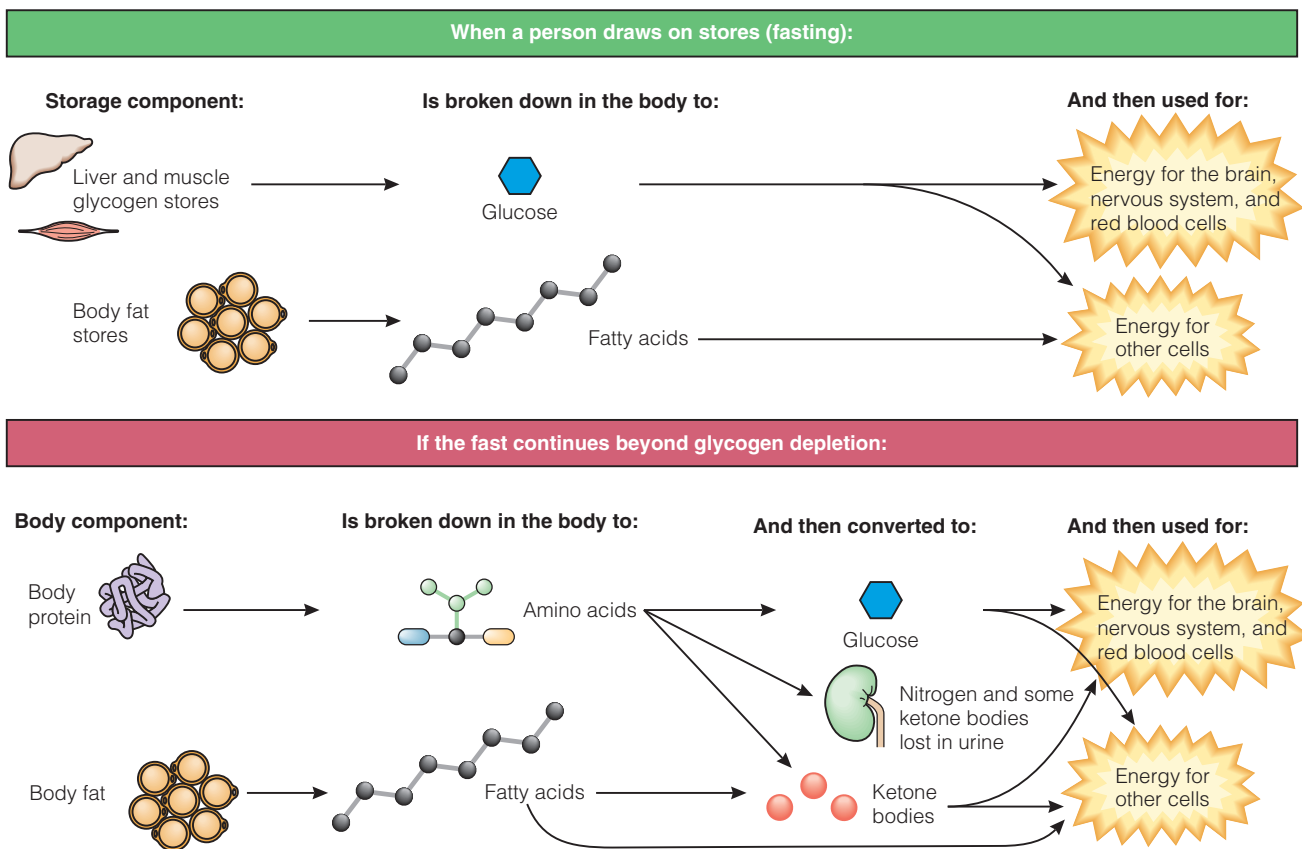 When a person draws on stores (fasting):
Storage component:
Is broken down in the body to:
And then used for:
Liver and muscle
glycogen stores
Glucose
Energy for the brain,
nervous system, and
red blood cells
Body fat
stores
Fatty acids
Energy for
other cells
If the fast continues beyond glycogen depletion:
Body component:
Is broken down in the body to:
And then converted to:
And then used for:
Body
protein
Amino acids
Glucose
Energy for the brain,
nervous system, and
red blood cells
Nitrogen and some
ketone bodies
lost in urine
Body fat
Fatty acids
Ketone
bodies
Energy for
other cells